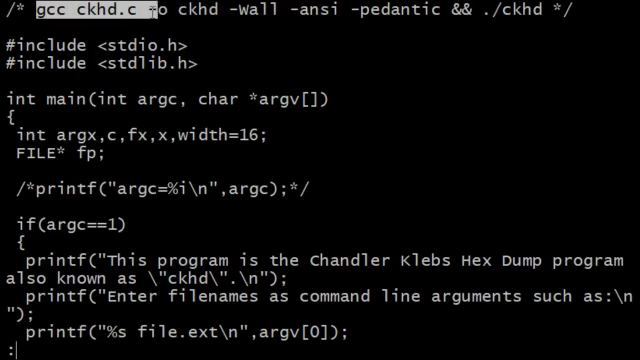 /* gcc ckhd.c -o ckhd -Wall -ansi -pedantic && ./ckhd */
#include <stdio.h>
#include <stdlib.h>
int main(int argc, char *argv[])
{
int argx,c,fx,x,width=16;
FILE* fp;
/*printf("argc=%i\n",argc);*/
if(argc==1)
{
printf("This program is the Chandler Klebs Hex Dump program
also known as \"ckhd\".\n");
printf("Enter filenames as command line arguments such as:\n
");
printf("%s file.ext\n",argv[0]);
: